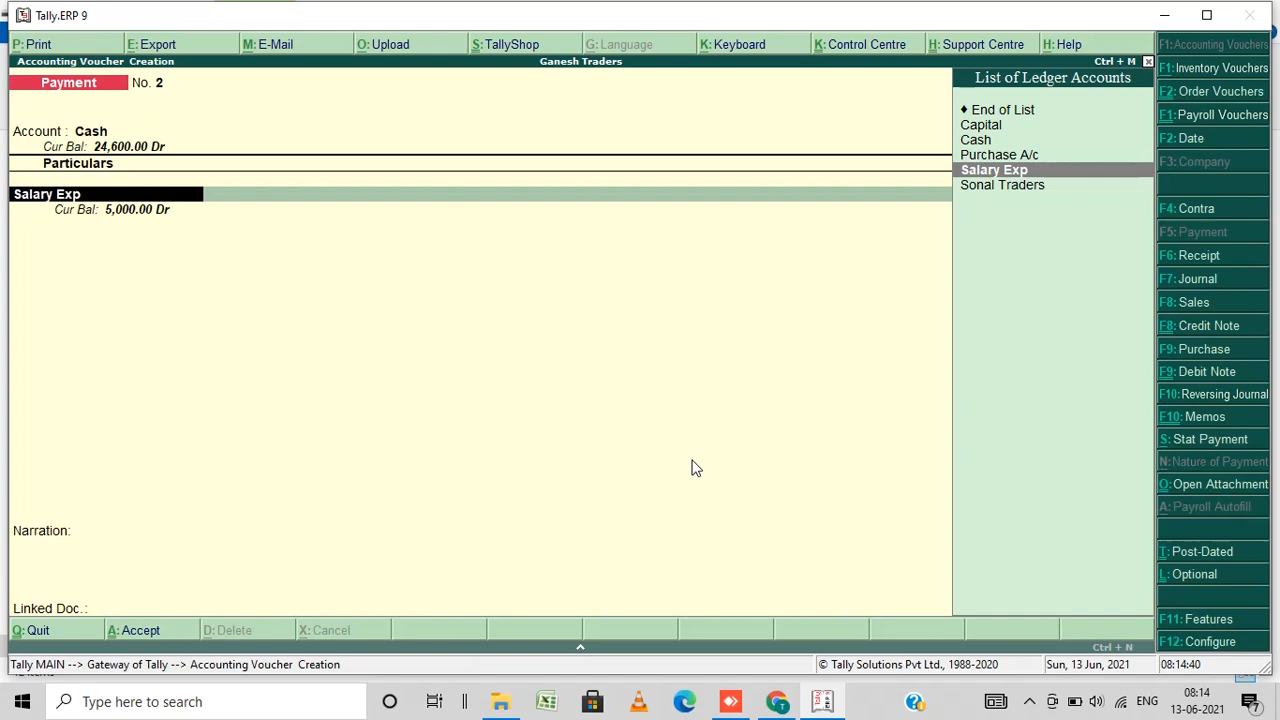 Tally.ERP 9
P: Print E: Export M: E-Mail O: Upload S: TallyShop G: Language K: Keyboard K: Control Centre H: Support Centre H: Help
Accounting Voucher Creation Ganesh Traders Ctrl + M
Payment No. 2
Account : Cash
Cur Bal: 24,600.00 Dr
Particulars
Salary Exp
Cur Bal: 5,000.00 Dr
Narration:
Linked Doc.:
List of Ledger Accounts
♦ End of List
Capital
Cash
Purchase A/c
Salary Exp
Sonal Traders
F1: Accounting Vouchers
F1: Inventory Vouchers
F2: Order Vouchers
F1: Payroll Vouchers
F2: Date
F3: Company
F4: Contra
F5: Payment
F6: Receipt
F7: Journal
F8: Sales
F8: Credit Note
F9: Purchase
F9: Debit Note
F10: Reversing Journal
F10: Memos
S: Stat Payment
N: Nature of Payment
O: Open Attachment
A: Payroll Autofill
T: Post-Dated
L: Optional
F11: Features
F12: Configure
Q: Quit A: Accept D: Delete X: Cancel
Ctrl + N
Tally MAIN --> Gateway of Tally --> Accounting Voucher Creation © Tally Solutions Pvt Ltd., 1988-2020 Sun, 13 Jun, 2021 08:14:40
Type here to search ENG 08:14
13-06-2021
7